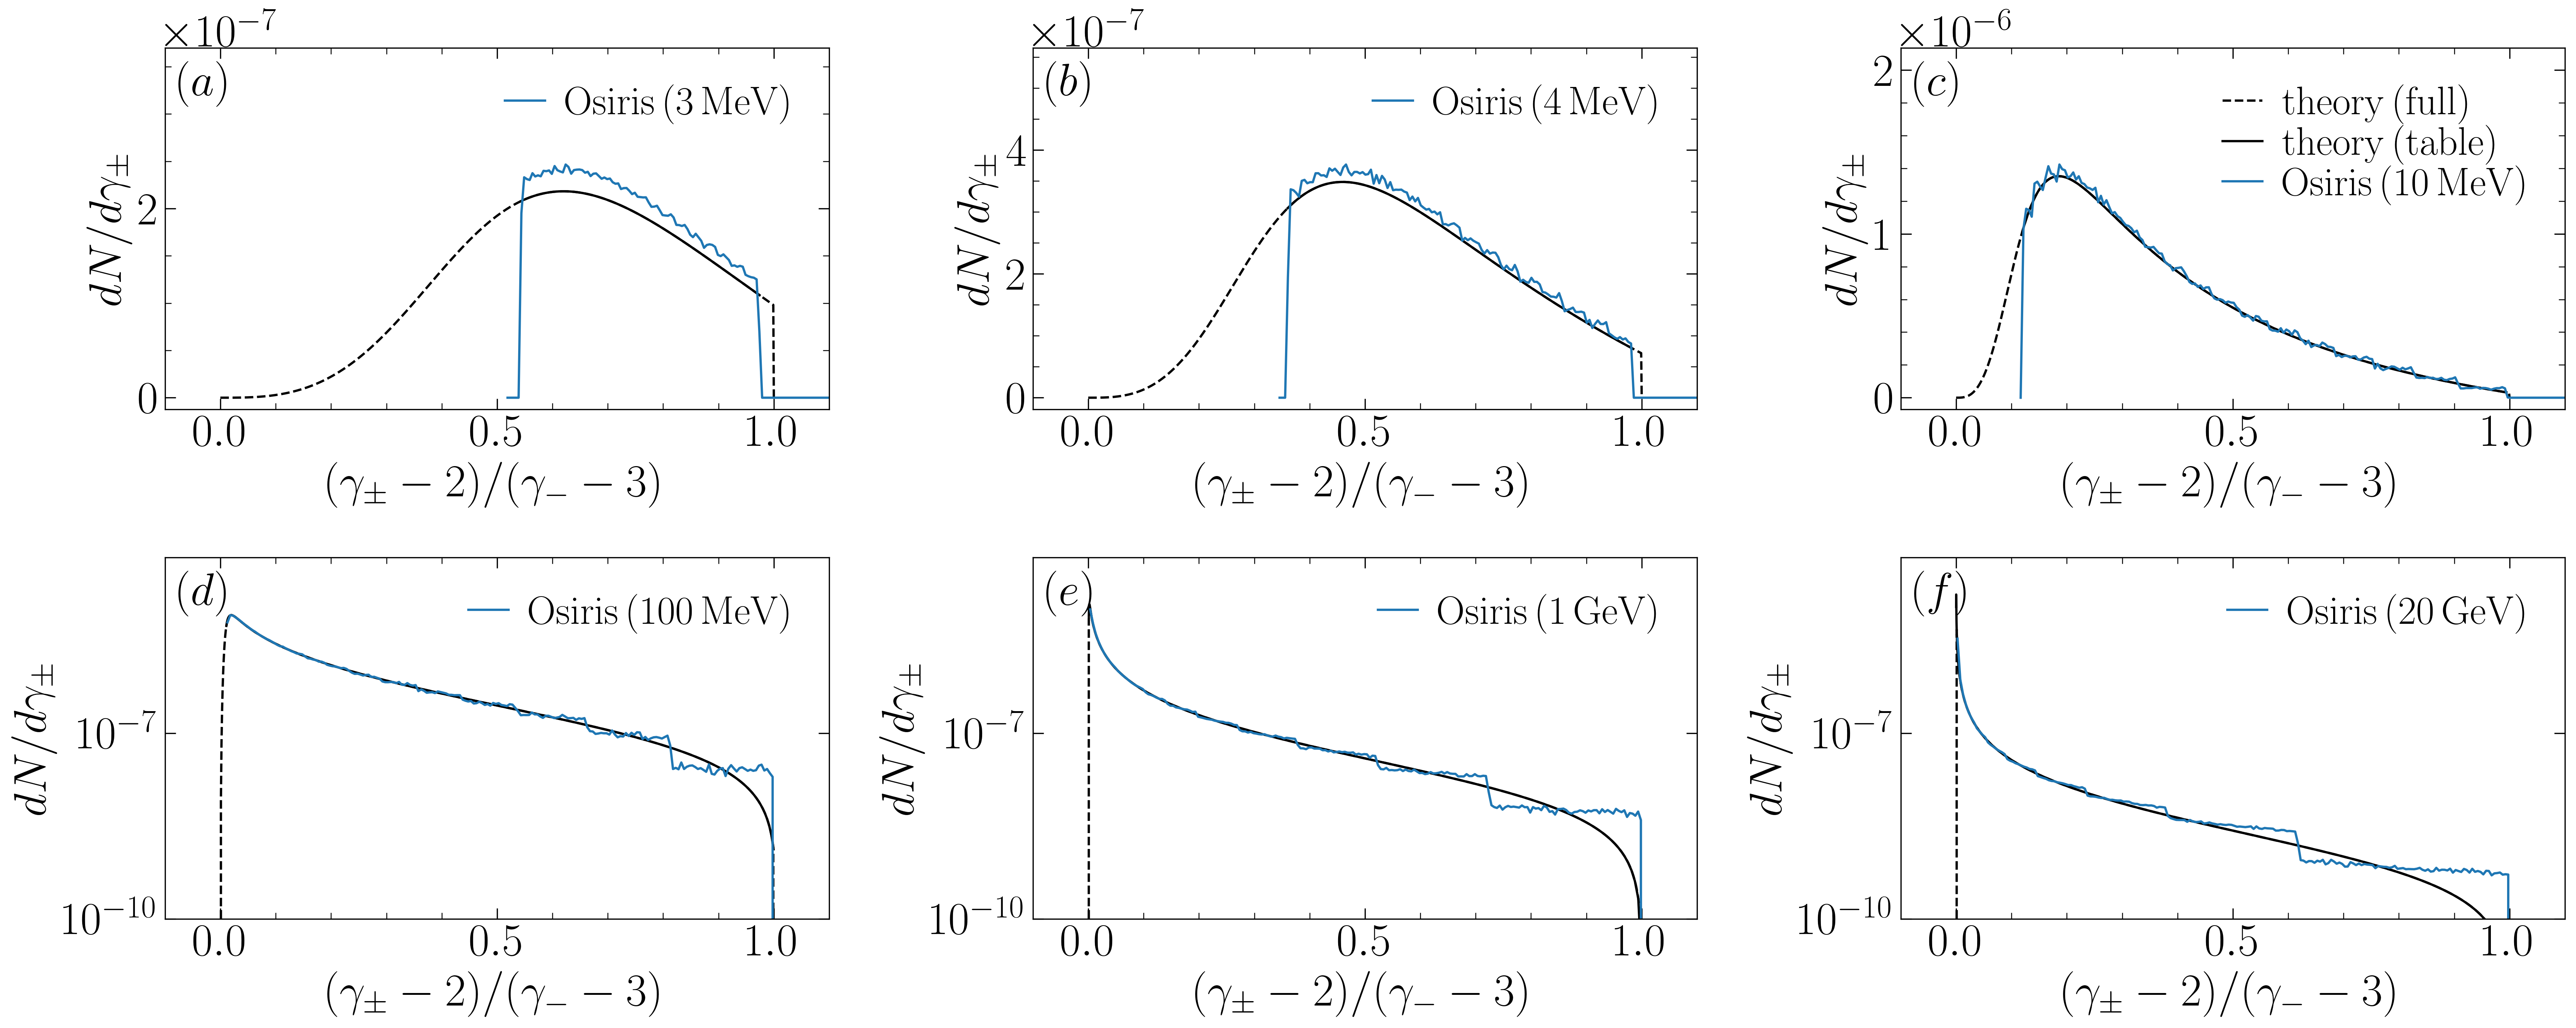 ×10⁻⁷
(a)
Osiris (3 MeV)
dN/dγ±
2
0
0.0 0.5 1.0
(γ± − 2)/(γ₋ − 3)
×10⁻⁷
(b)
Osiris (4 MeV)
dN/dγ±
4
2
0
0.0 0.5 1.0
(γ± − 2)/(γ₋ − 3)
×10⁻⁶
(c)
theory (full)
theory (table)
Osiris (10 MeV)
dN/dγ±
2
1
0
0.0 0.5 1.0
(γ± − 2)/(γ₋ − 3)
(d)
Osiris (100 MeV)
dN/dγ±
10⁻⁷
10⁻¹⁰
0.0 0.5 1.0
(γ± − 2)/(γ₋ − 3)
(e)
Osiris (1 GeV)
dN/dγ±
10⁻⁷
10⁻¹⁰
0.0 0.5 1.0
(γ± − 2)/(γ₋ − 3)
(f)
Osiris (20 GeV)
dN/dγ±
10⁻⁷
10⁻¹⁰
0.0 0.5 1.0
(γ± − 2)/(γ₋ − 3)